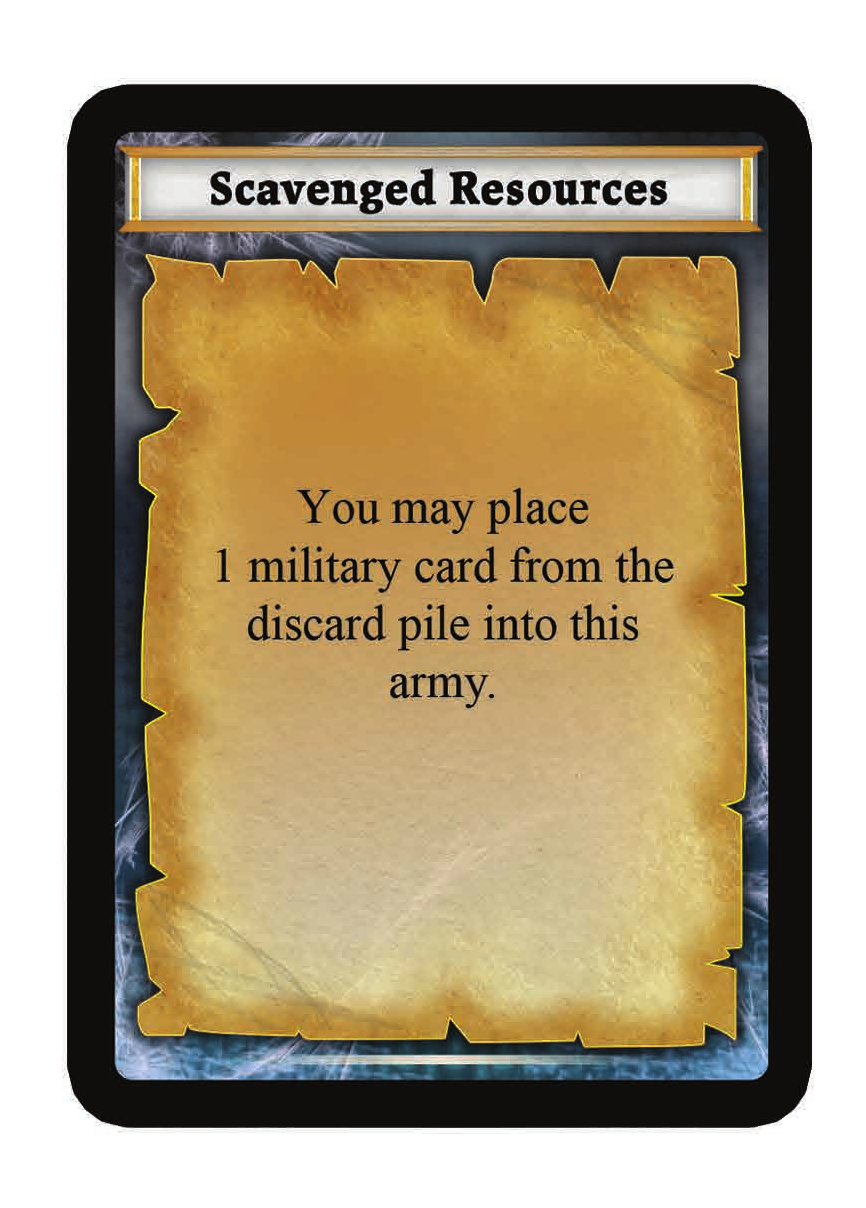 Scavenged Resources
You may place
1 military card from the
discard pile into this
army.